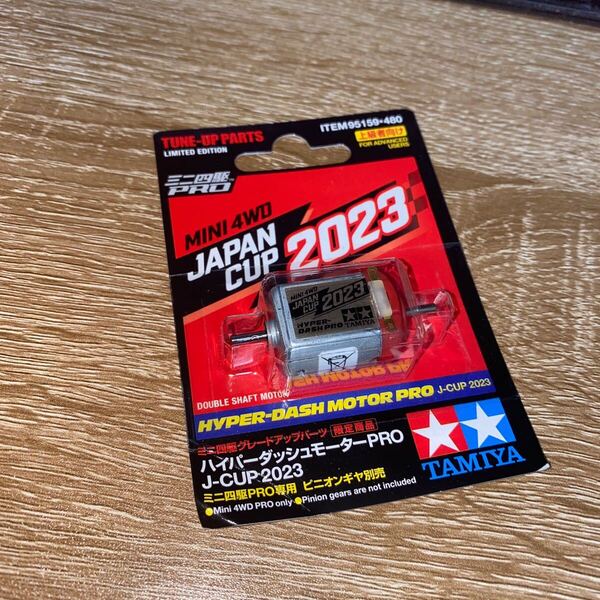 ITEM 95159•480
TUNE-UP PARTS
LIMITED EDITION
上級者向け
FOR ADVANCED
USERS
ミニ四駆
PRO
MINI 4WD
JAPAN
CUP
2023
MINI 4WD
JAPAN
CUP
2023
HYPER-
DASH PRO
TAMIYA
DOUBLE SHAFT MOTOR
HYPER-DASH MOTOR PRO J-CUP 2023
ミニ四駆グレードアップパーツ 限定商品
ハイパーダッシュモーターPRO
J-CUP 2023
TAMIYA
ミニ四駆PRO専用 ピニオンギヤ別売
●Mini 4WD PRO only ●Pinion gears are not included